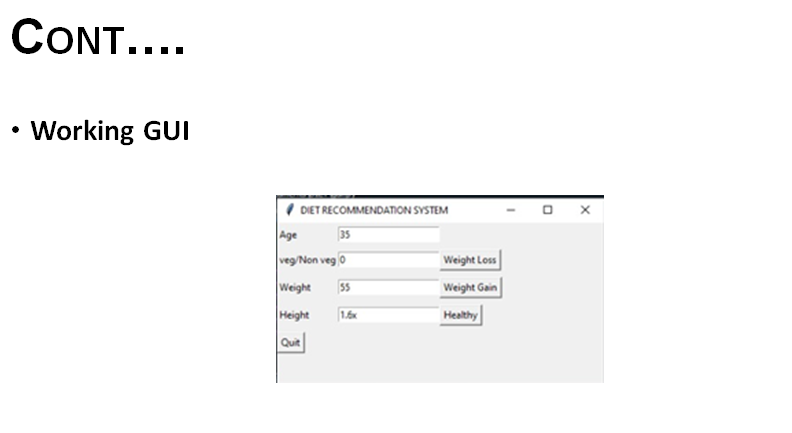 CONT....
• Working GUI
DIET RECOMMENDATION SYSTEM
Age 35
veg/Non veg 0 Weight Loss
Weight 55 Weight Gain
Height 1.6x Healthy
Quit